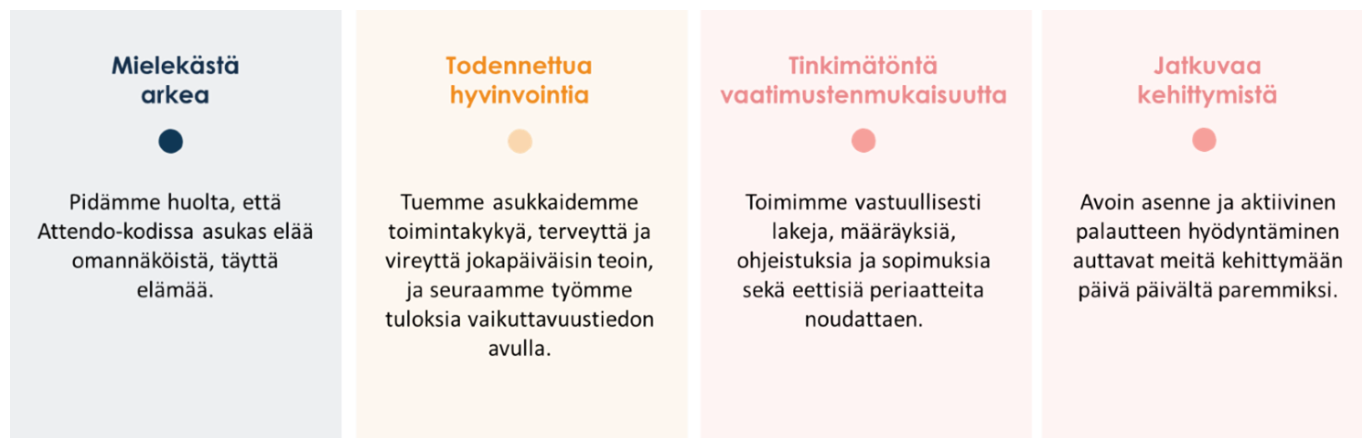 Mielekästä
arkea
Pidämme huolta, että
Attendo-kodissa asukas elää
omannäköistä, täyttä
elämää.
Todennettua
hyvinvointia
Tuemme asukkaidemme
toimintakykyä, terveyttä ja
vireyttä jokapäiväisin teoin,
ja seuraamme työmme
tuloksia vaikuttavuustiedon
avulla.
Tinkimätöntä
vaatimustenmukaisuutta
Toimimme vastuullisesti
lakeja, määräyksiä,
ohjeistuksia ja sopimuksia
sekä eettisiä periaatteita
noudattaen.
Jatkuvaa
kehittymistä
Avoin asenne ja aktiivinen
palautteen hyödyntäminen
auttavat meitä kehittymään
päivä päivältä paremmiksi.